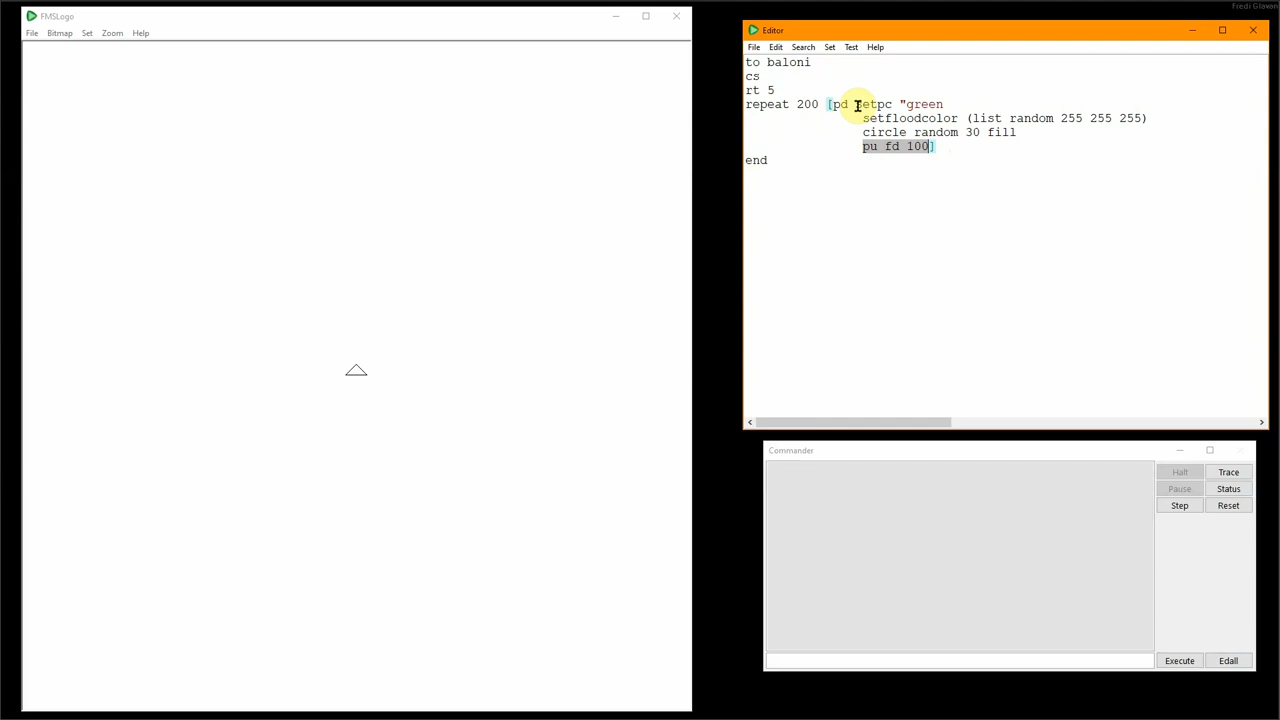 Fredi Glavan
FMSLogo
File Bitmap Set Zoom Help
Editor
File Edit Search Set Test Help
to baloni
cs
rt 5
repeat 200 [pd setpc "green
setfloodcolor (list random 255 255 255)
circle random 30 fill
pu fd 100]
end
Commander
Halt Trace
Pause Status
Step Reset
Execute Edall